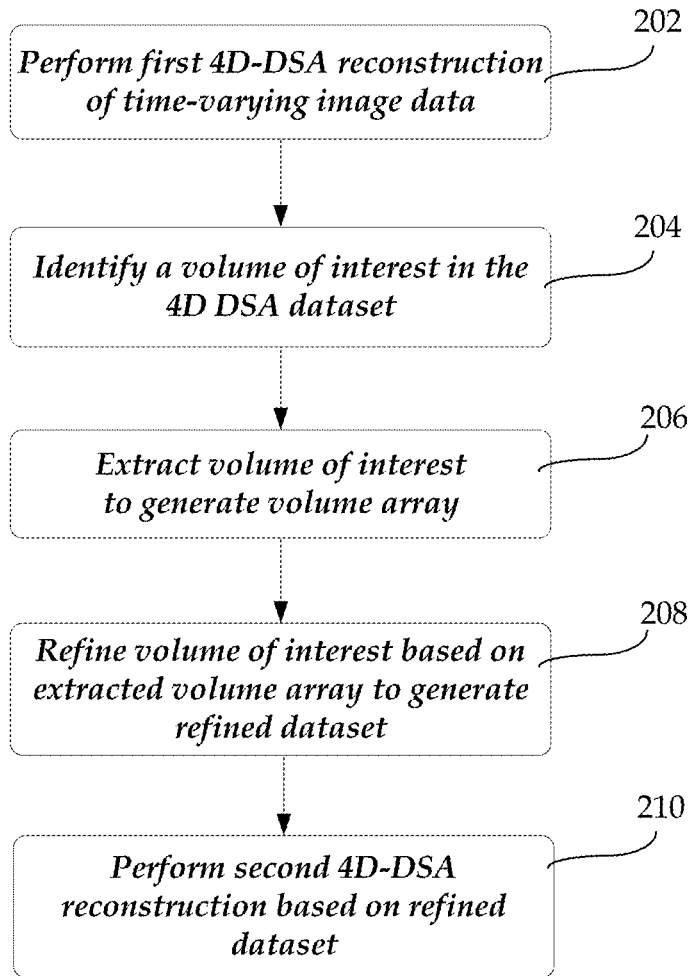 202
Perform first 4D-DSA reconstruction
of time-varying image data
204
Identify a volume of interest in the
4D DSA dataset
206
Extract volume of interest
to generate volume array
208
Refine volume of interest based on
extracted volume array to generate
refined dataset
210
Perform second 4D-DSA
reconstruction based on refined
dataset